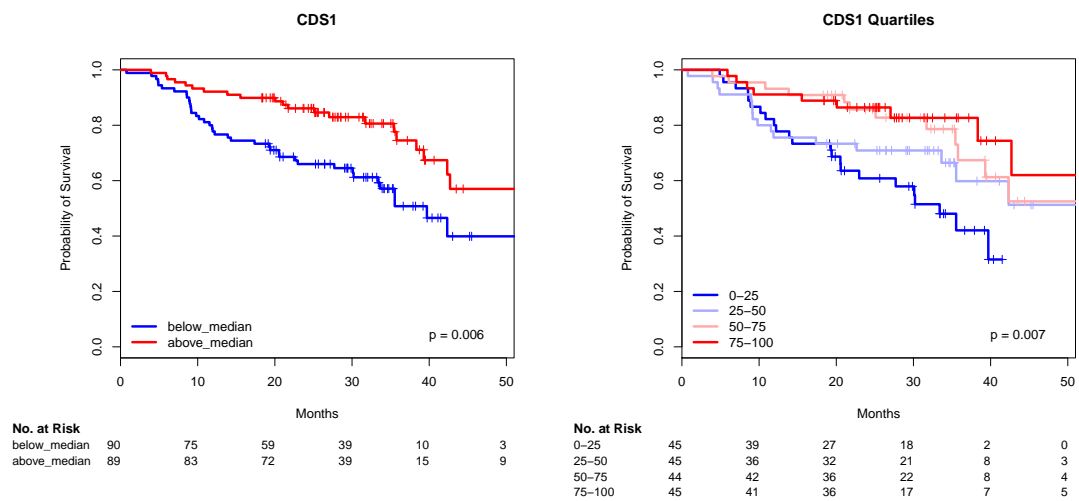 CDS1
1.0
0.8
0.6
0.4
0.2
0.0
Probability of Survival
below_median
above_median
p = 0.006
0 10 20 30 40 50
Months
No. at Risk
below_median 90 75 59 39 10 3
above_median 89 83 72 39 15 9
CDS1 Quartiles
1.0
0.8
0.6
0.4
0.2
0.0
Probability of Survival
0−25
25−50
50−75
75−100
p = 0.007
0 10 20 30 40 50
Months
No. at Risk
0−25 45 39 27 18 2 0
25−50 45 36 32 21 8 3
50−75 44 42 36 22 8 4
75−100 45 41 36 17 7 5